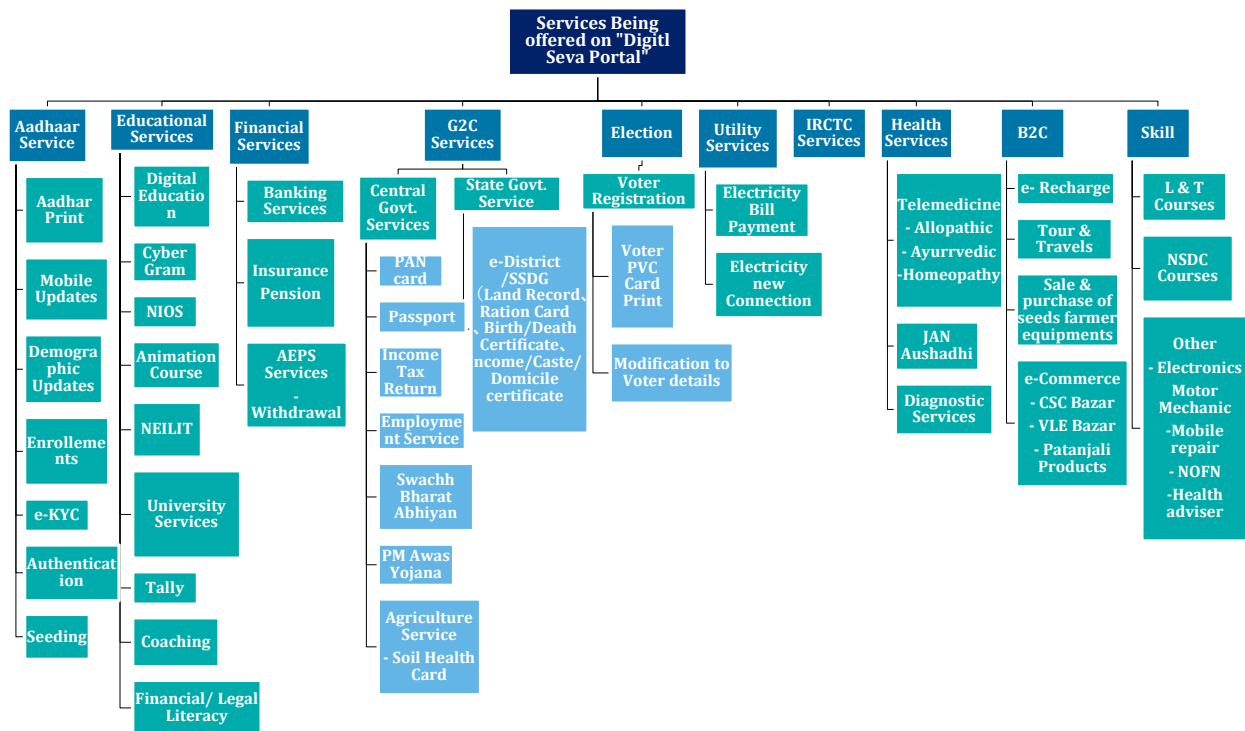 Services Being
offered on "Digitl
Seva Portal"
Aadhaar
Service
Aadhar
Print
Mobile
Updates
Demograp
hic
Updates
Enrolleme
nts
e-KYC
Authenticat
ion
Seeding
Educational
Services
Digital
Educatio
n
Cyber
Gram
NIOS
Animation
Course
NEILIT
University
Services
Tally
Coaching
Financial/ Legal
Literacy
Financial
Services
Banking
Services
Insurance
Pension
AEPS
Services
-
Withdrawal
G2C
Services
Central
Govt.
Services
PAN
card
Passport
Income
Tax
Return
Employme
nt Service
Swachh
Bharat
Abhiyan
PM Awas
Yojana
Agriculture
Service
- Soil Health
Card
State Govt.
Service
e-District
/SSDG
(Land Record、
Ration Card
、Birth/Death
Certificate、
Income/Caste/
Domicile
certificate
Election
Voter
Registration
Voter
PVC
Card
Print
Modification to
Voter details
Utility
Services
Electricity
Bill
Payment
Electricity
new
Connection
IRCTC
Services
Health
Services
Telemedicine
- Allopathic
- Ayurrvedic
-Homeopathy
JAN
Aushadhi
Diagnostic
Services
B2C
e- Recharge
Tour &
Travels
Sale &
purchase of
seeds farmer
equipments
e-Commerce
- CSC Bazar
- VLE Bazar
- Patanjali
Products
Skill
L & T
Courses
NSDC
Courses
Other
- Electronics
Motor
Mechanic
-Mobile
repair
- NOFN
-Health
adviser